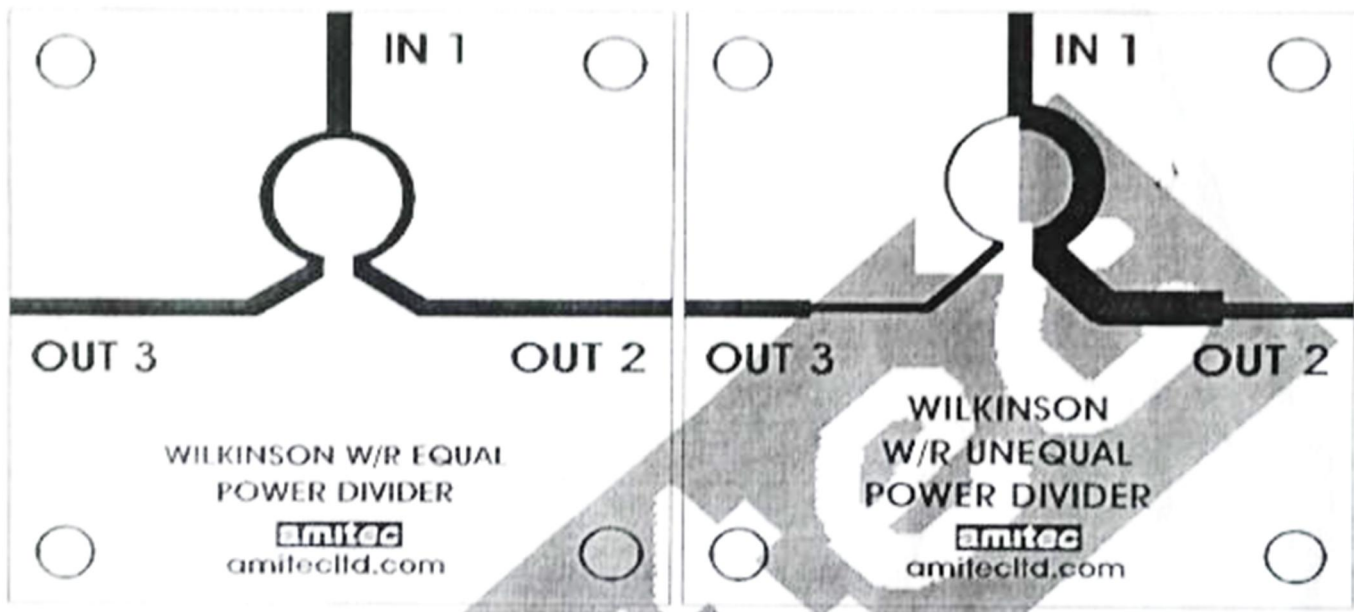 IN 1
OUT 3
OUT 2
WILKINSON W/R EQUAL
POWER DIVIDER
amitec
amitecltd.com
IN 1
OUT 3
OUT 2
WILKINSON
W/R UNEQUAL
POWER DIVIDER
amitec
amitecltd.com